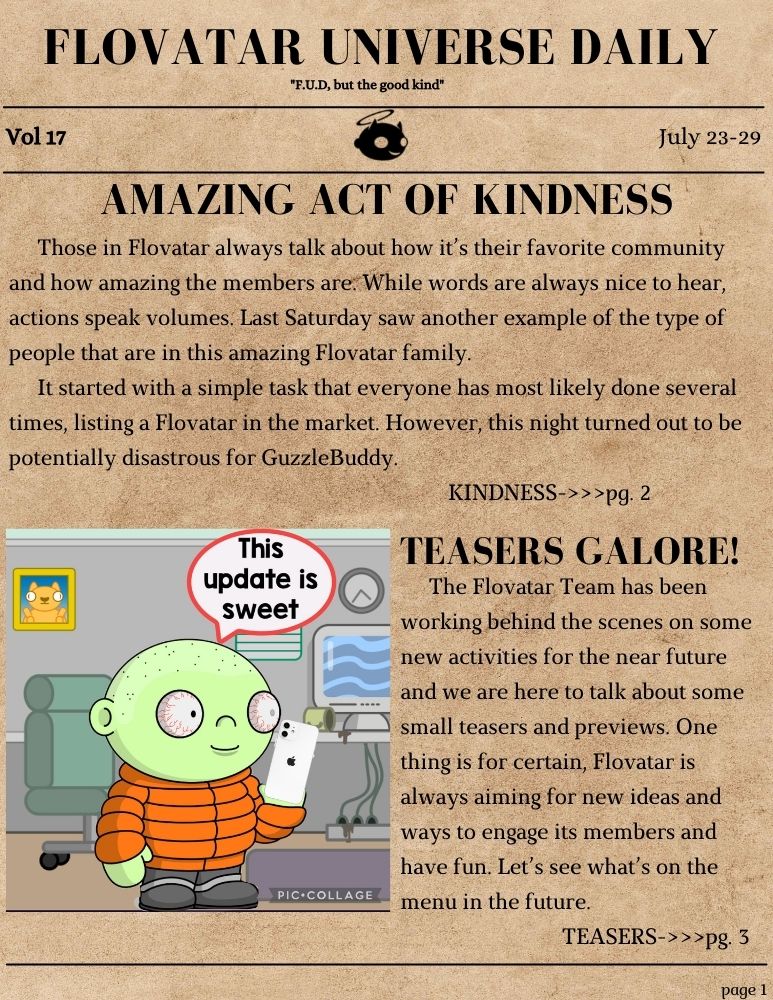 FLOVATAR UNIVERSE DAILY
"F.U.D, but the good kind"
Vol 17
July 23-29
AMAZING ACT OF KINDNESS
Those in Flovatar always talk about how it's their favorite community
and how amazing the members are. While words are always nice to hear,
actions speak volumes. Last Saturday saw another example of the type of
people that are in this amazing Flovatar family.
It started with a simple task that everyone has most likely done several
times, listing a Flovatar in the market. However, this night turned out to be
potentially disastrous for GuzzleBuddy.
KINDNESS->>>pg. 2
This
update is
sweet
PIC•COLLAGE
TEASERS GALORE!
The Flovatar Team has been
working behind the scenes on some
new activities for the near future
and we are here to talk about some
small teasers and previews. One
thing is for certain, Flovatar is
always aiming for new ideas and
ways to engage its members and
have fun. Let's see what's on the
menu in the future.
TEASERS->>>pg. 3
page 1